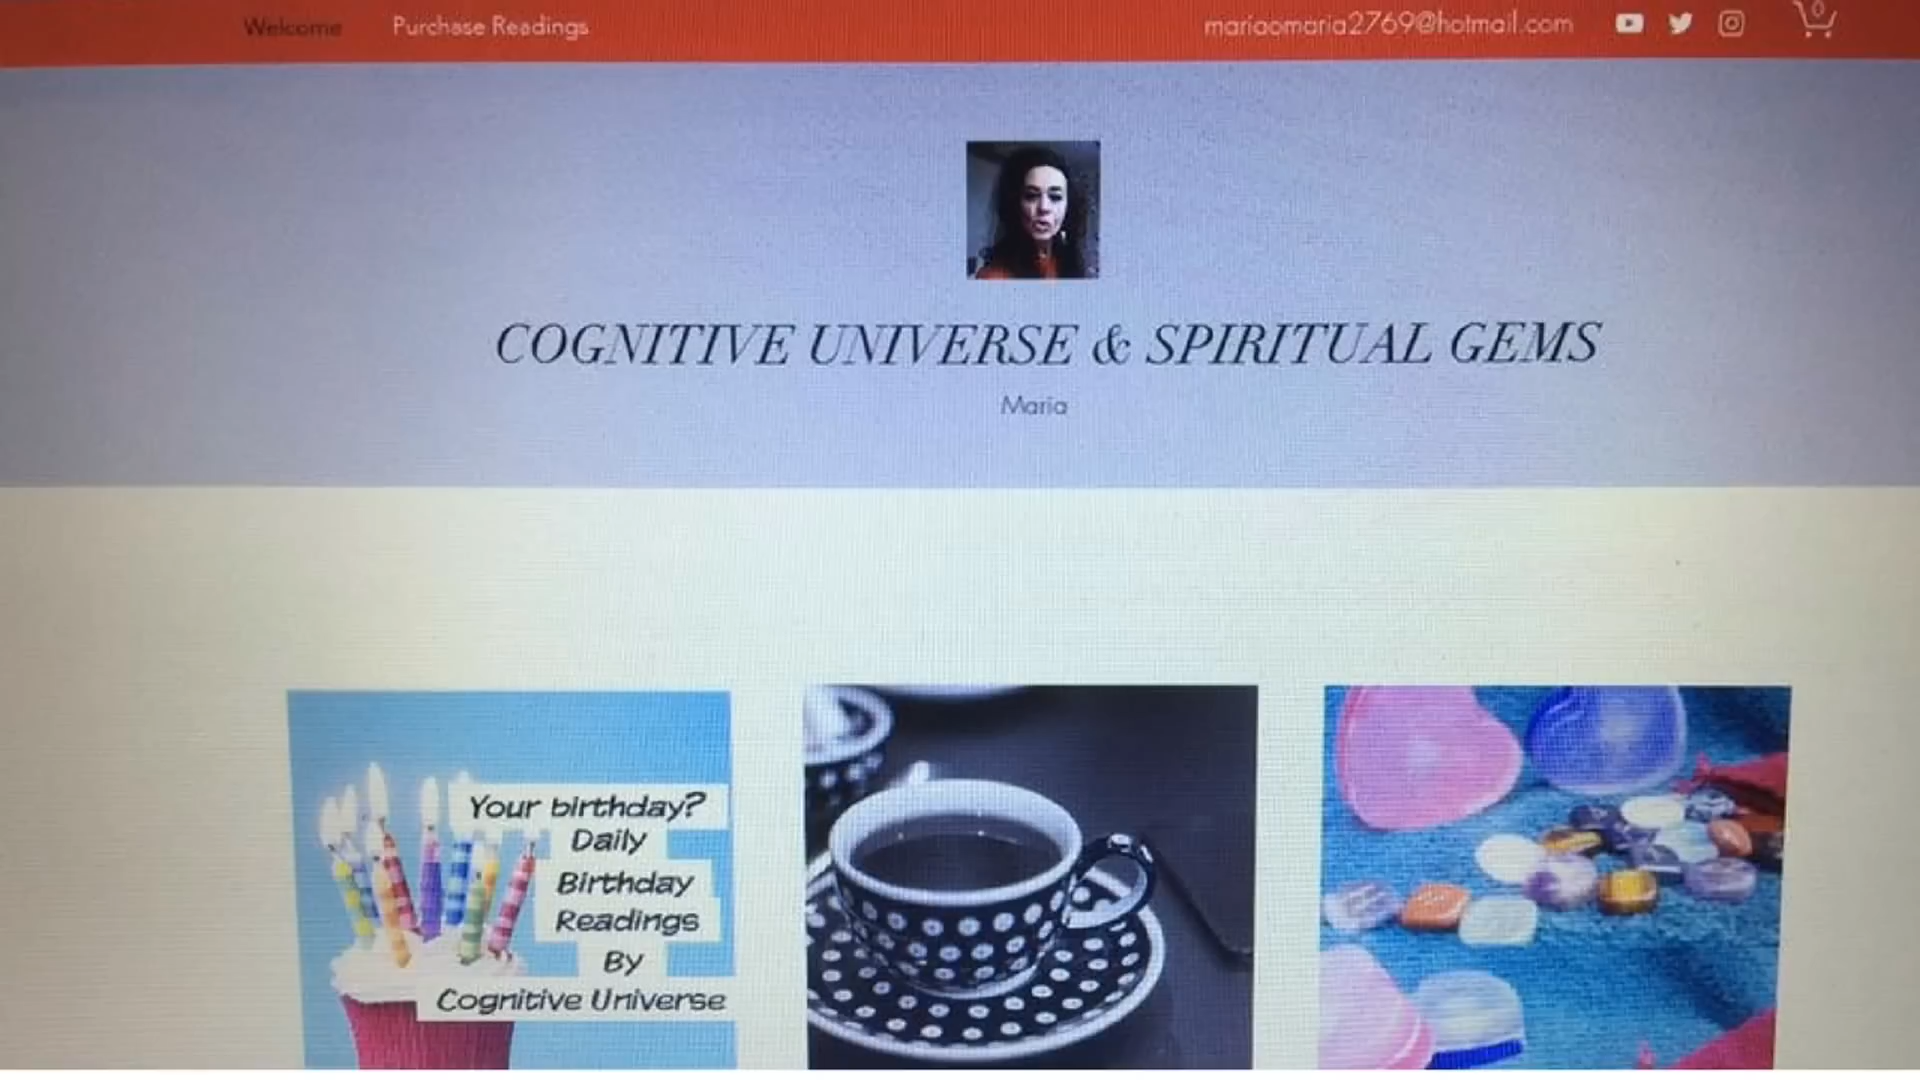 Welcome Purchase Readings mariaomaria2769@hotmail.com 0
COGNITIVE UNIVERSE & SPIRITUAL GEMS
Maria
Your birthday?
Daily
Birthday
Readings
By
Cognitive Universe